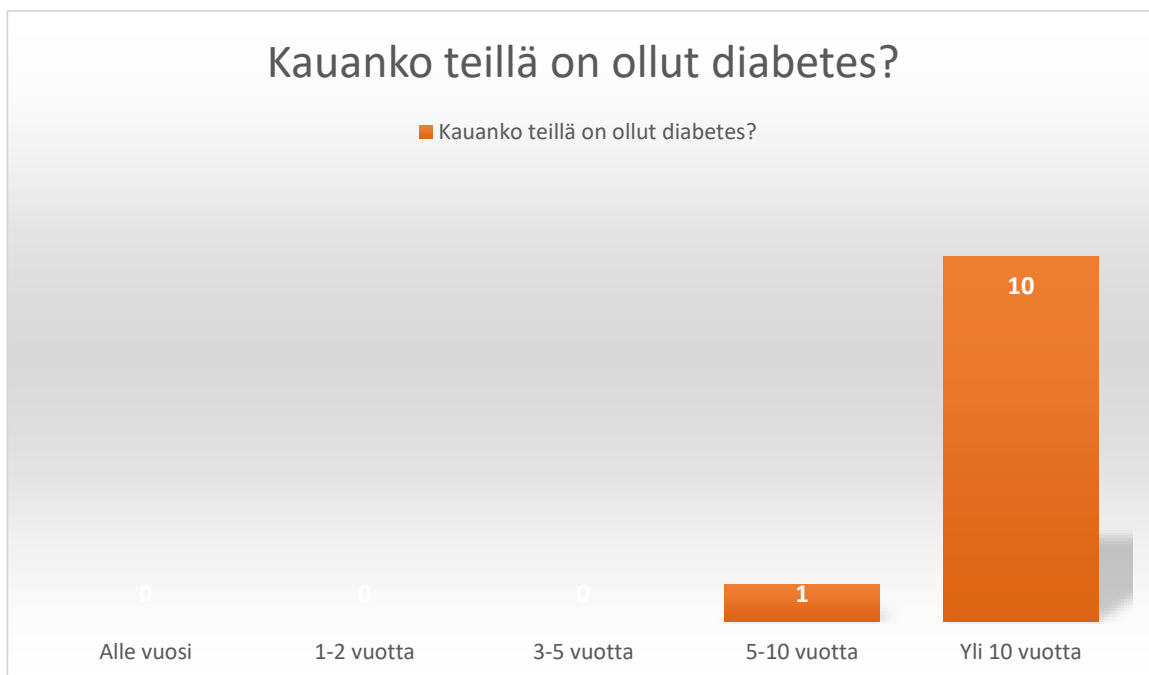 Kauanko teillä on ollut diabetes?
Kauanko teillä on ollut diabetes?
10
0 0 0 1
Alle vuosi 1-2 vuotta 3-5 vuotta 5-10 vuotta Yli 10 vuotta